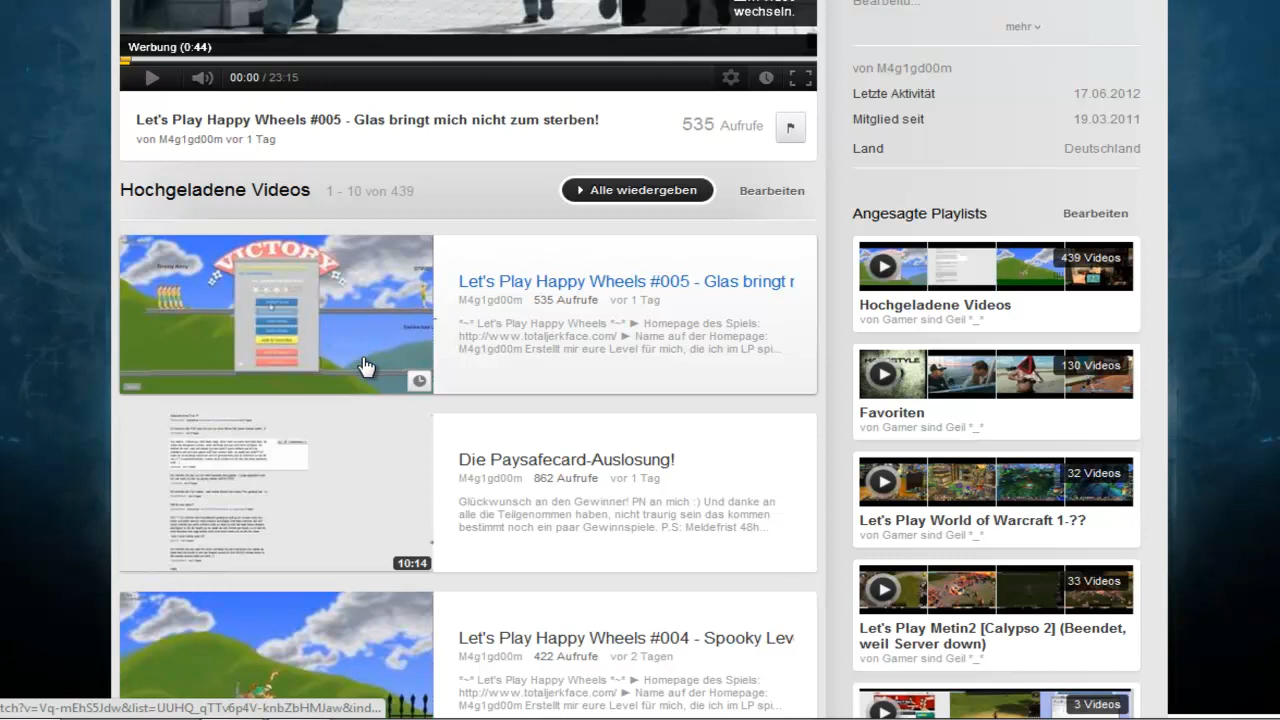 wechseln.
Werbung (0:44)
00:00 / 23:15
Let's Play Happy Wheels #005 - Glas bringt mich nicht zum sterben!
von M4g1gd00m vor 1 Tag
535 Aufrufe
Hochgeladene Videos 1 - 10 von 439
Alle wiedergeben
Bearbeiten
VICTORY
Let's Play Happy Wheels #005 - Glas bringt r
M4g1gd00m 535 Aufrufe vor 1 Tag
*~* Let's Play Happy Wheels *~* ► Homepage des Spiels:
http://www.totaljerkface.com/ ► Name auf der Homepage:
M4g1gd00m Erstellt mir eure Level für mich, die ich im LP spi...
Die Paysafecard-Auslosung!
M4g1gd00m 862 Aufrufe vor 1 Tag
Glückwunsch an den Gewinner PN an mich :) Und danke an
alle die Teilgenommen haben, nicht traurig sein das kommen
bestimmt noch ein paar Gewinnspiele. P.S: Meldefrist 48h...
10:14
Let's Play Happy Wheels #004 - Spooky Leve
M4g1gd00m 422 Aufrufe vor 2 Tagen
*~* Let's Play Happy Wheels *~* ► Homepage des Spiels:
http://www.totaljerkface.com/ ► Name auf der Homepage:
M4g1gd00m Erstellt mir eure Level für mich, die ich im LP spi...
Bearbeitu...
mehr
von M4g1gd00m
Letzte Aktivität 17.06.2012
Mitglied seit 19.03.2011
Land Deutschland
Angesagte Playlists Bearbeiten
439 Videos
Hochgeladene Videos
von Gamer sind Geil *_*
130 Videos
Favoriten
von Gamer sind Geil *_*
32 Videos
Let's Play World of Warcraft 1-??
von Gamer sind Geil *_*
33 Videos
Let's Play Metin2 [Calypso 2] (Beendet,
weil Server down)
von Gamer sind Geil *_*
3 Videos